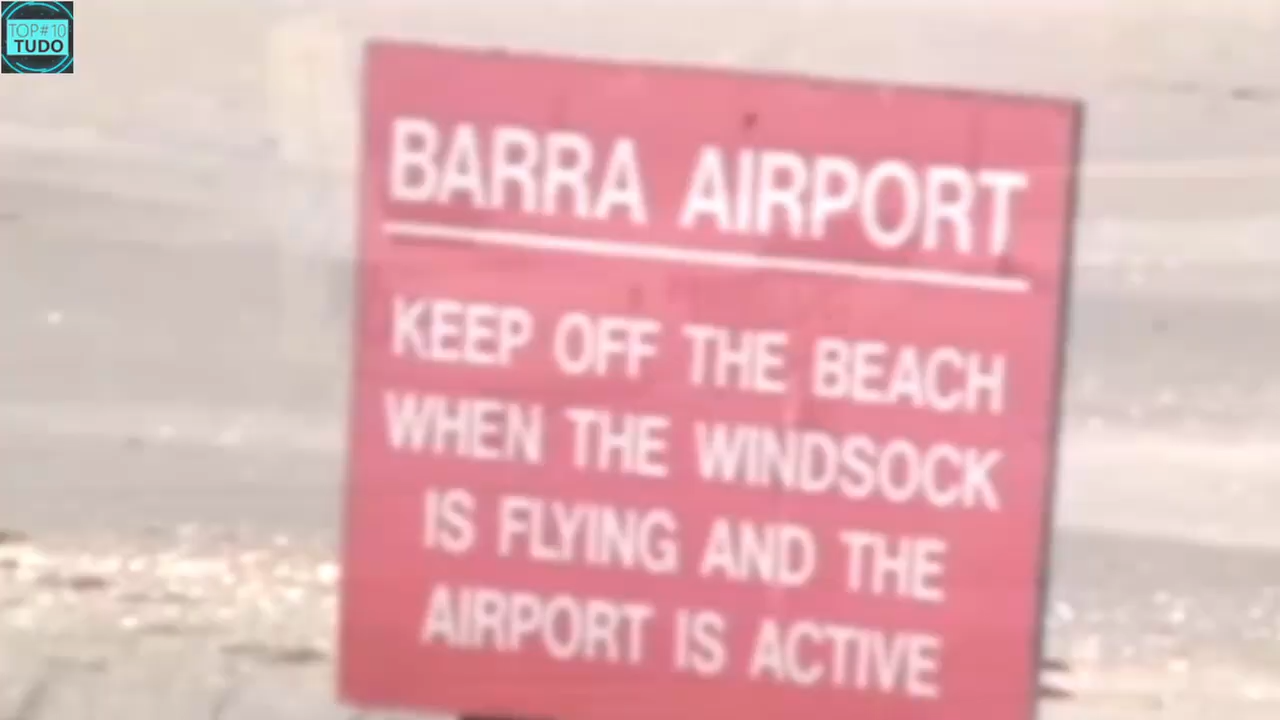 TOP#10
TUDO
BARRA AIRPORT
KEEP OFF THE BEACH
WHEN THE WINDSOCK
IS FLYING AND THE
AIRPORT IS ACTIVE